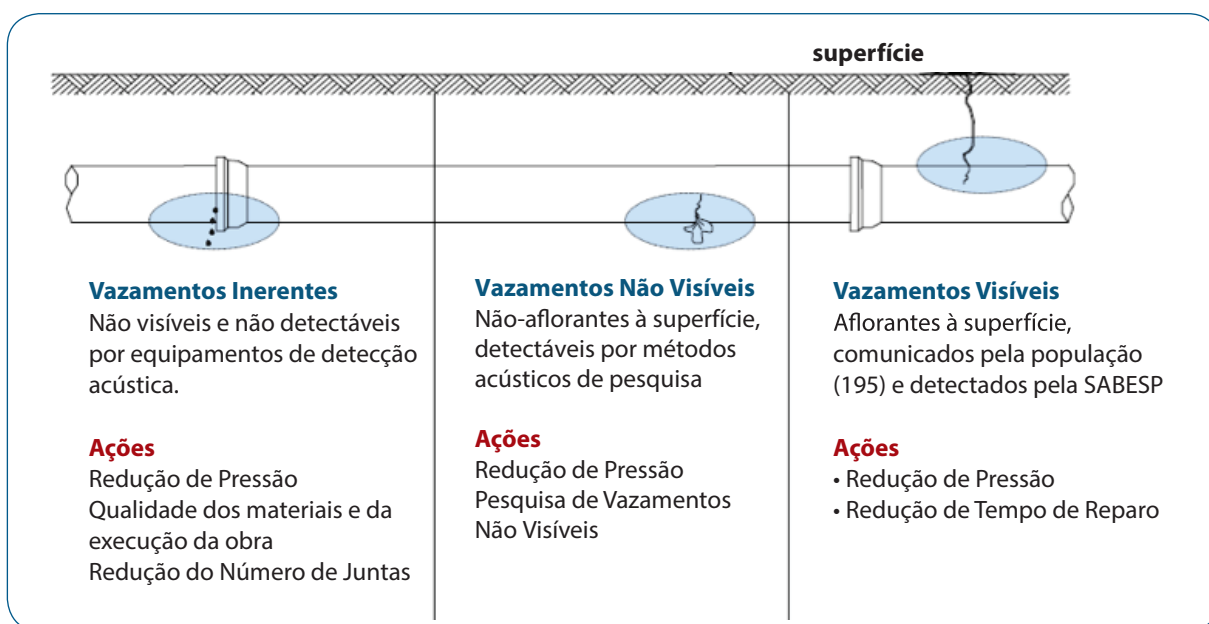 superfície
Vazamentos Inerentes
Não visíveis e não detectáveis
por equipamentos de detecção
acústica.
Ações
Redução de Pressão
Qualidade dos materiais e da
execução da obra
Redução do Número de Juntas
Vazamentos Não Visíveis
Não-aflorantes à superfície,
detectáveis por métodos
acústicos de pesquisa
Ações
Redução de Pressão
Pesquisa de Vazamentos
Não Visíveis
Vazamentos Visíveis
Aflorantes à superfície,
comunicados pela população
(195) e detectados pela SABESP
Ações
• Redução de Pressão
• Redução de Tempo de Reparo